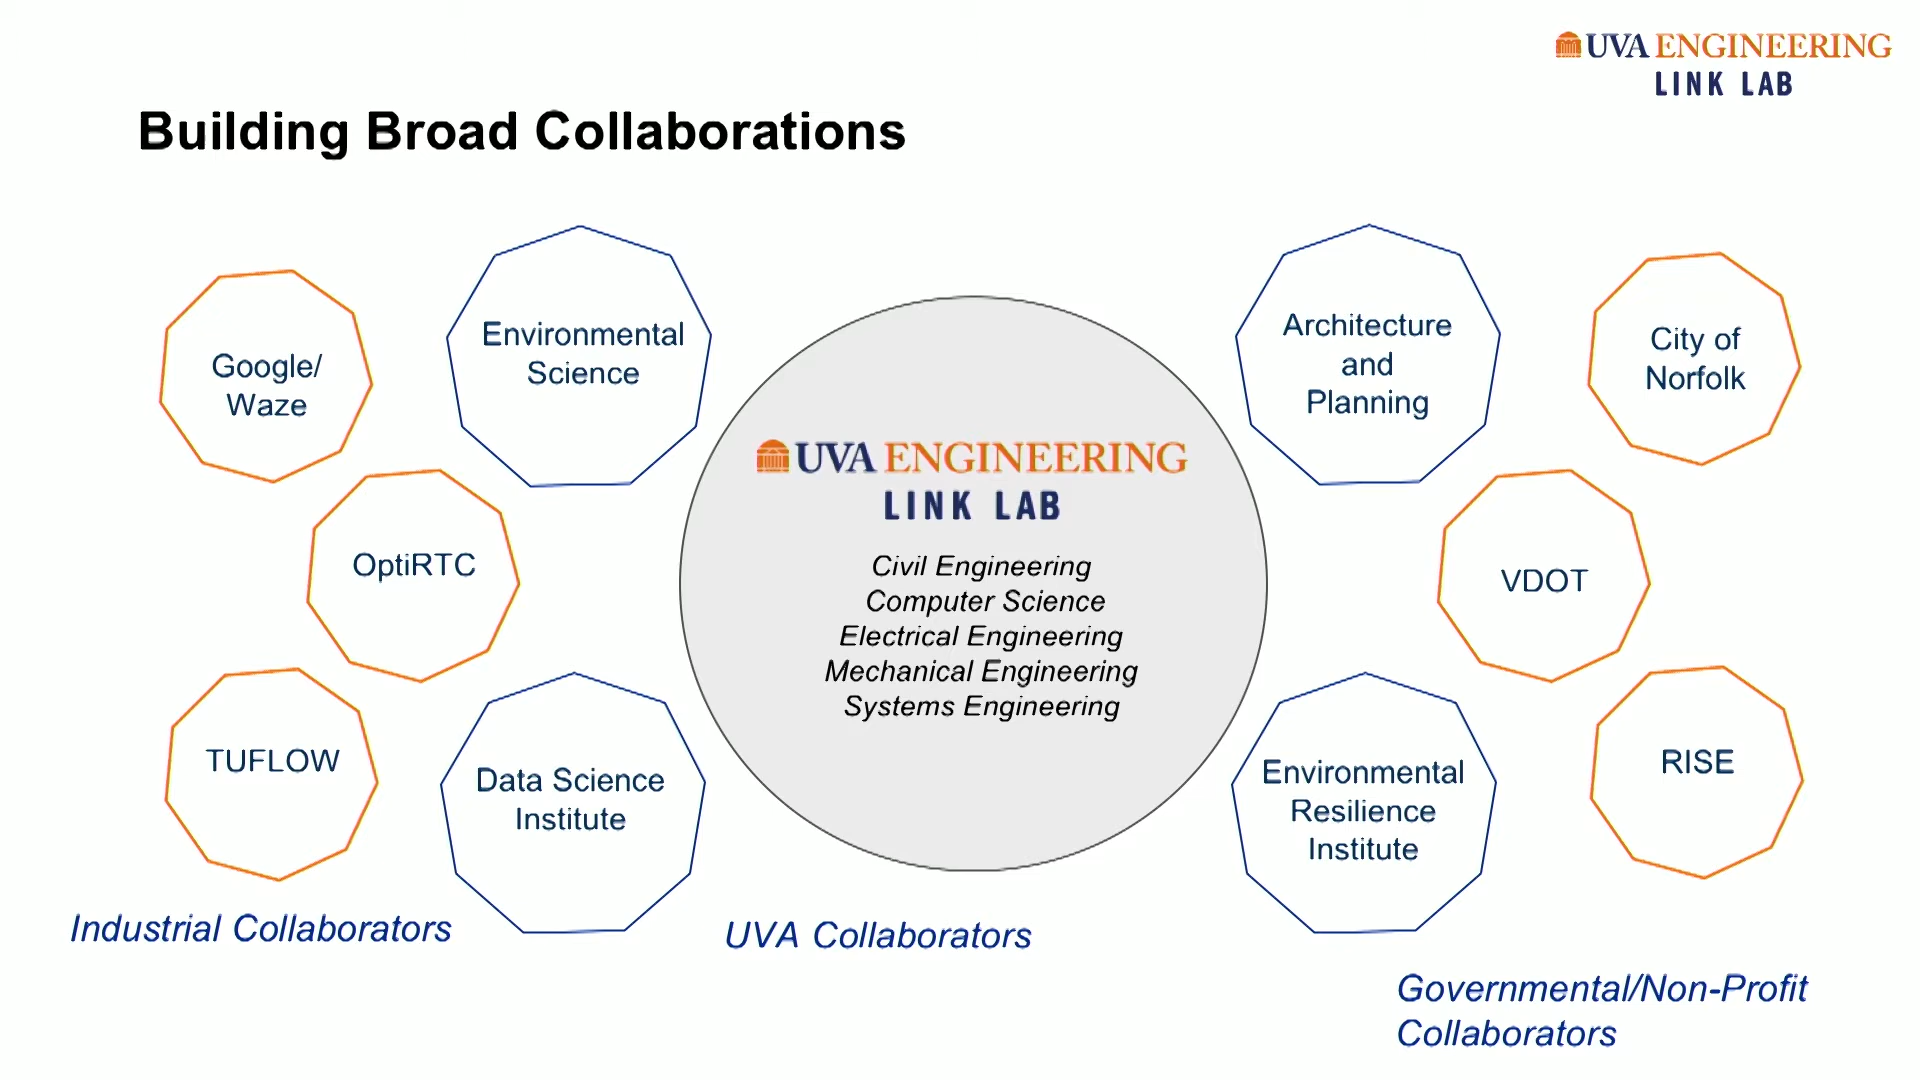 UVA ENGINEERING
LINK LAB
Building Broad Collaborations
Google/
Waze
Environmental
Science
OptiRTC
TUFLOW
Data Science
Institute
UVA ENGINEERING
LINK LAB
Civil Engineering
Computer Science
Electrical Engineering
Mechanical Engineering
Systems Engineering
Architecture
and
Planning
City of
Norfolk
VDOT
Environmental
Resilience
Institute
RISE
Industrial Collaborators
UVA Collaborators
Governmental/Non-Profit
Collaborators